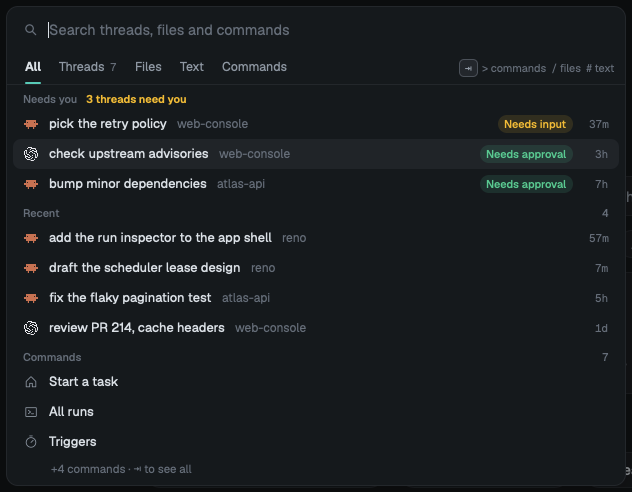 Search threads, files and commands
All Threads 7 Files Text Commands ⇥ > commands / files # text
Needs you 3 threads need you
pick the retry policy web-console Needs input 37m
check upstream advisories web-console Needs approval 3h
bump minor dependencies atlas-api Needs approval 7h
Recent 4
add the run inspector to the app shell reno 57m
draft the scheduler lease design reno 7m
fix the flaky pagination test atlas-api 5h
review PR 214, cache headers web-console 1d
Commands 7
Start a task
All runs
Triggers
+4 commands · ⇥ to see all